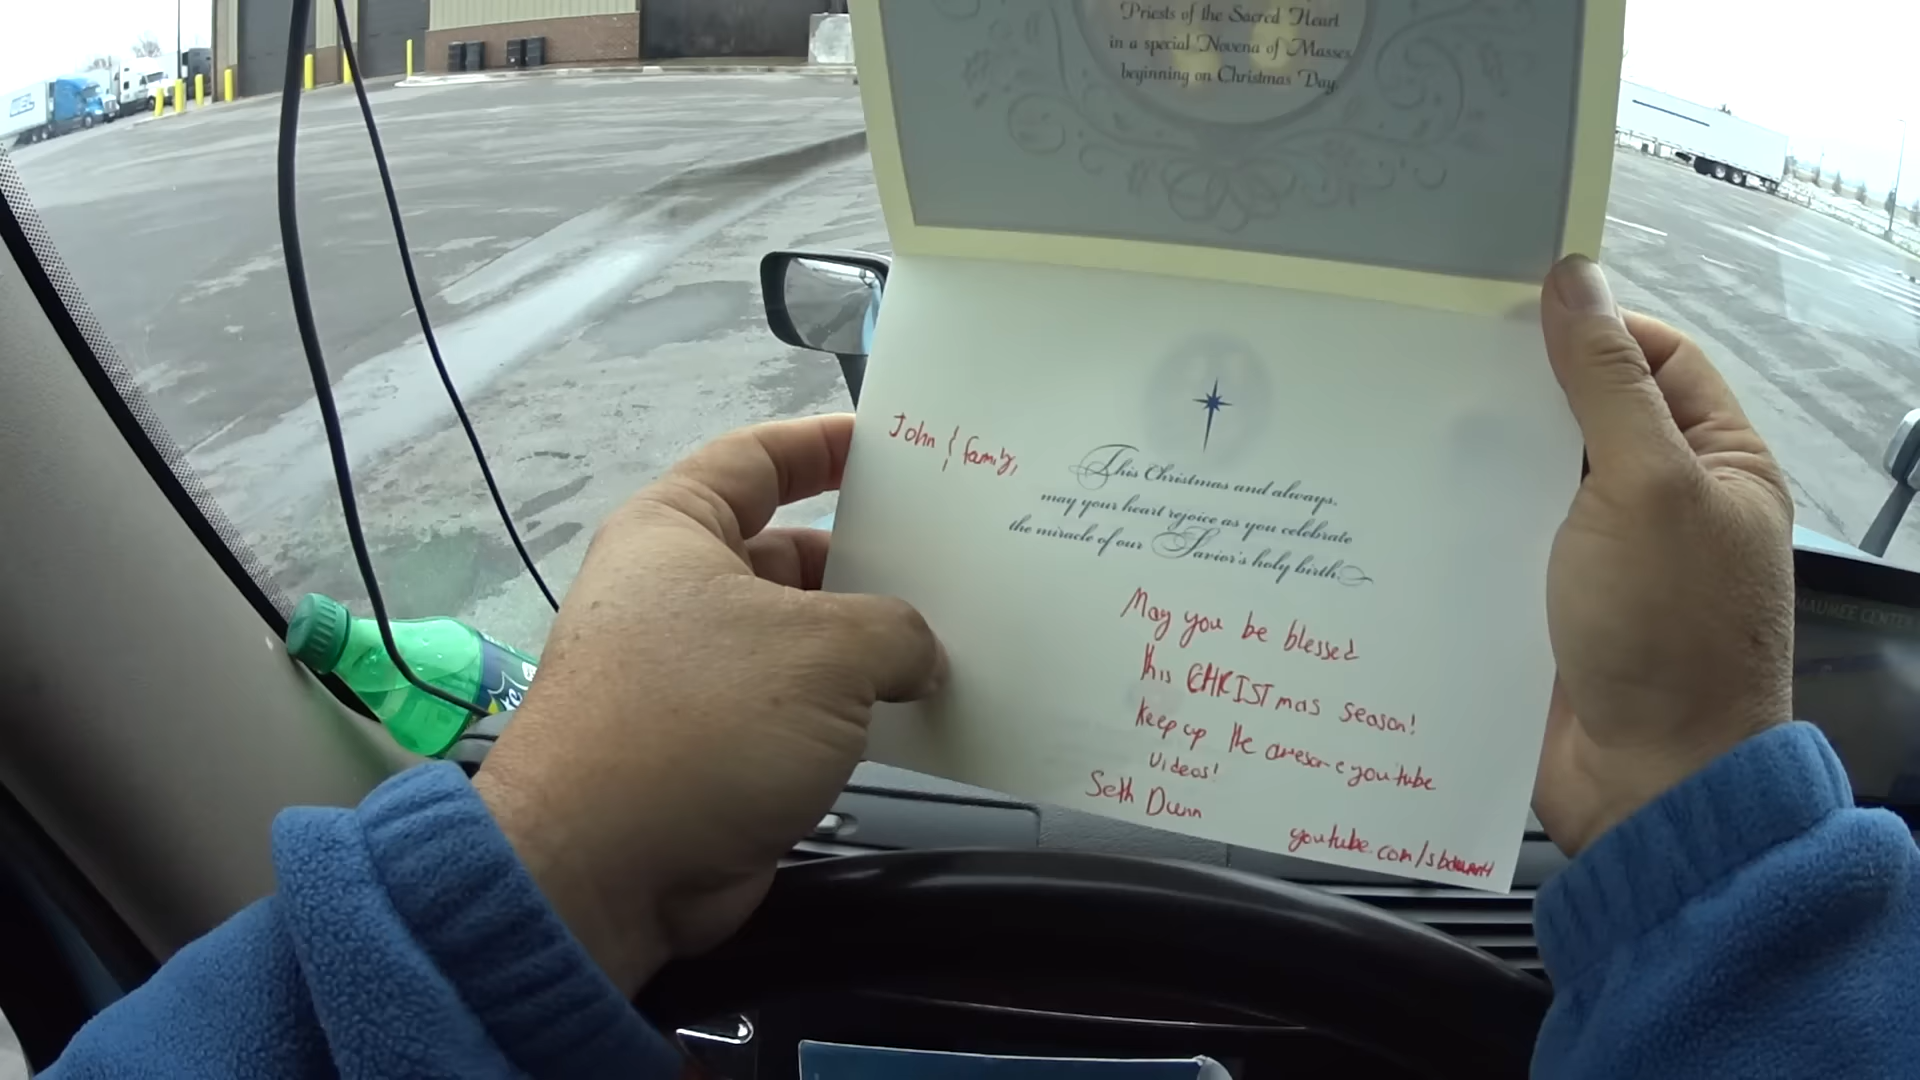 Priests of the Sacred Heart
in a special Novena of Masses
beginning on Christmas Day.
John & family,
This Christmas and always,
may your heart rejoice as you celebrate
the miracle of our Savior's holy birth.
May you be blessed
this CHRISTmas season!
Keep up the awesome youtube
videos!
Seth Dunn
MAUMEE CENTER